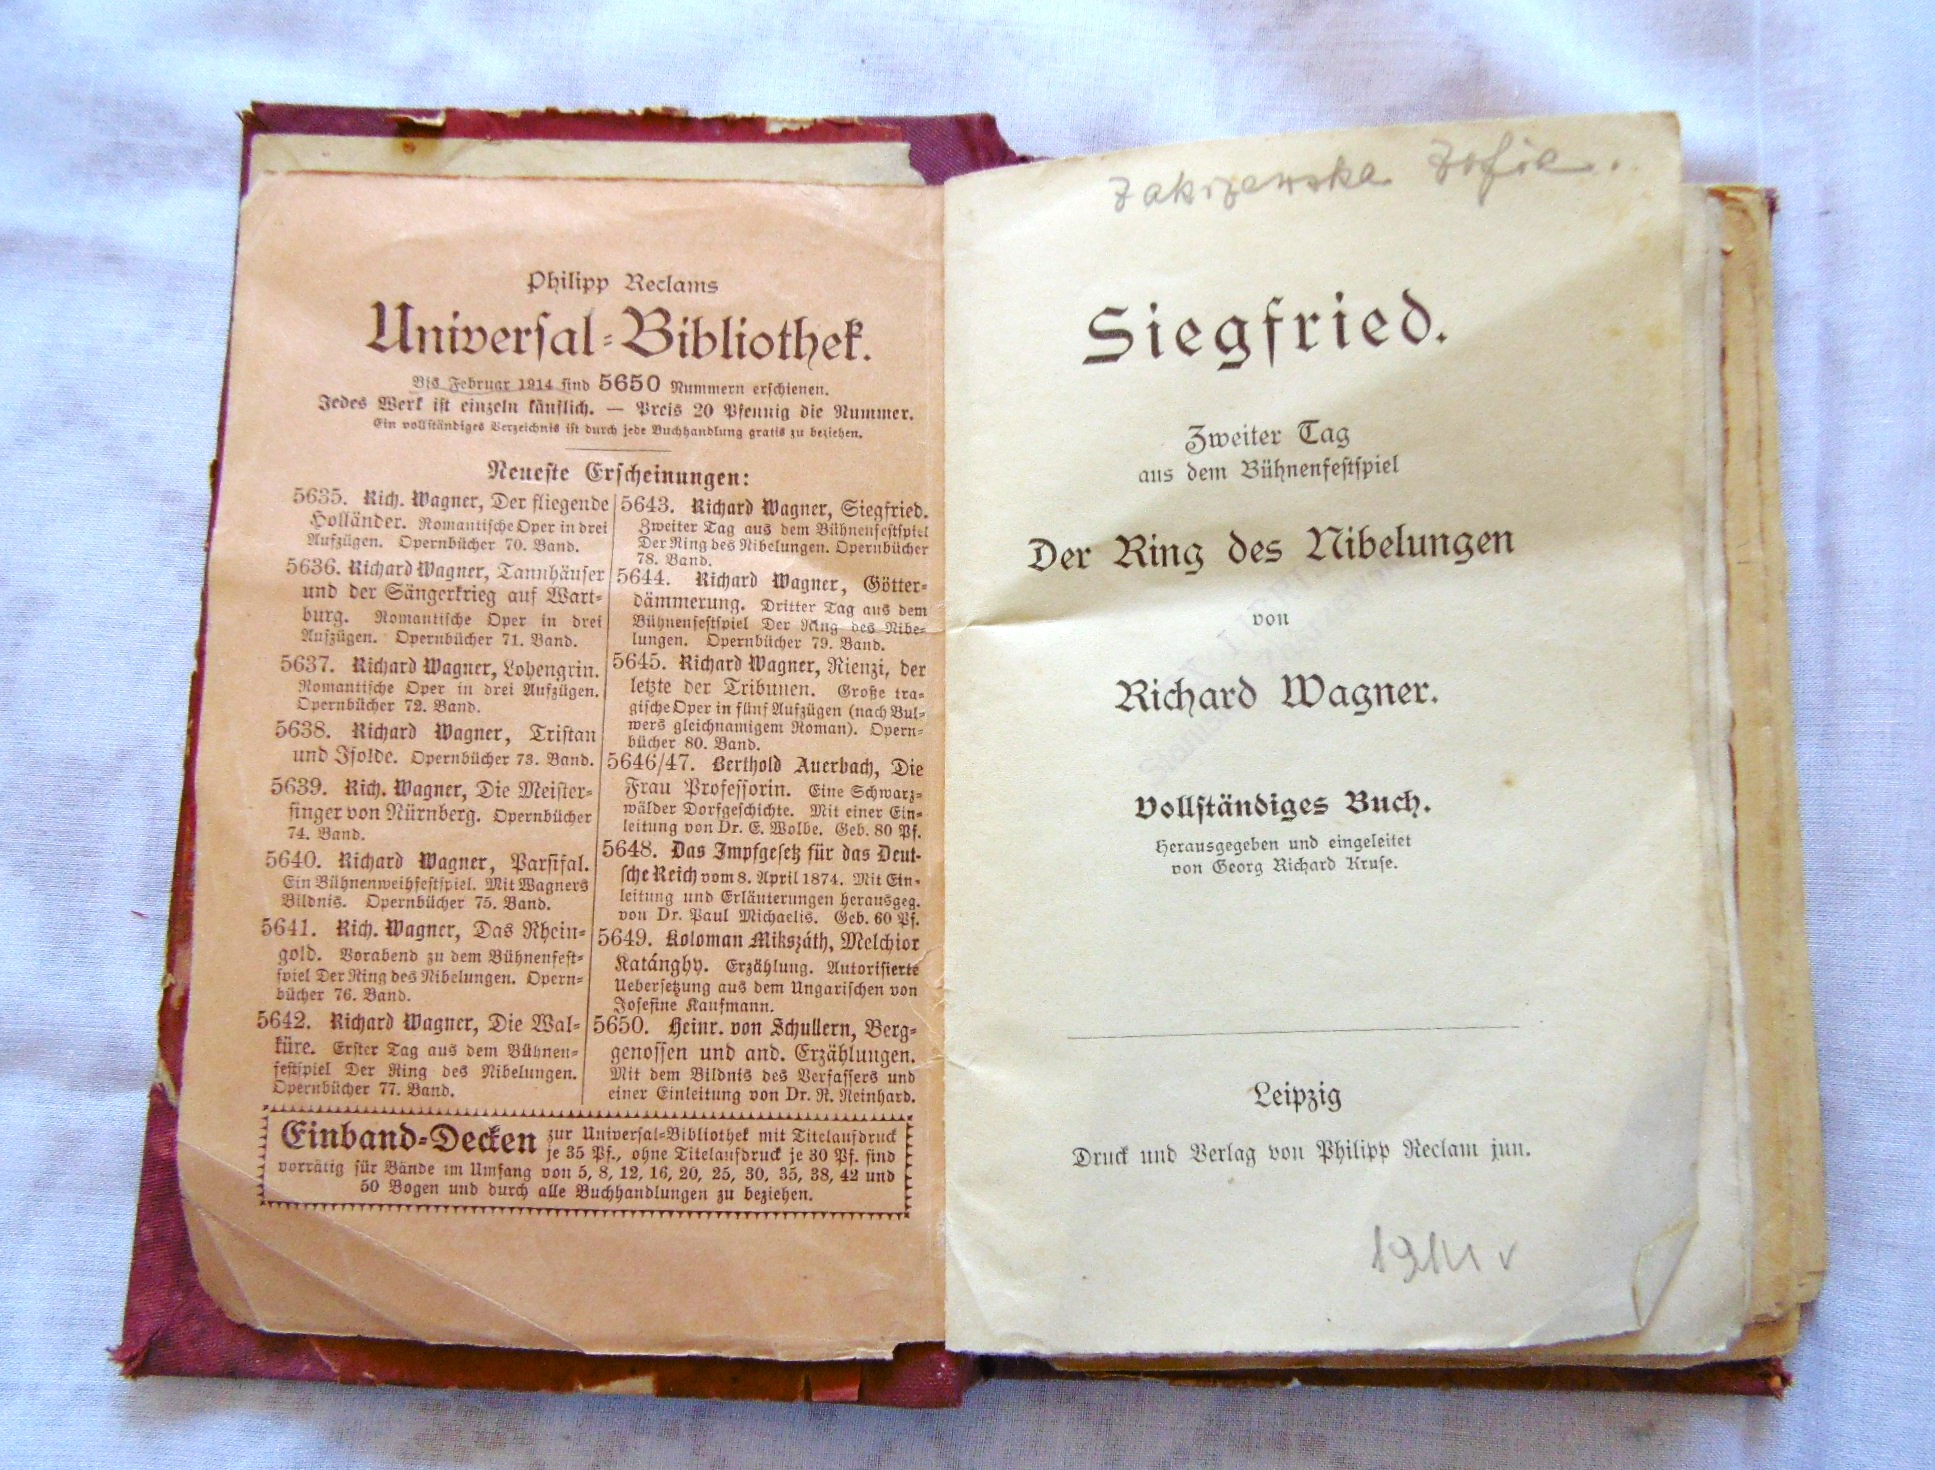 Philipp Reclams
Universal-Bibliothek.
Bis Februar 1914 sind 5650 Nummern erschienen.
Jedes Werk ist einzeln käuflich. — Preis 20 Pfennig die Nummer.
Ein vollständiges Verzeichnis ist durch jede Buchhandlung gratis zu beziehen.
Neueste Erscheinungen:
5635. Rich. Wagner, Der fliegende
Holländer. Romantische Oper in drei
Aufzügen. Opernbücher 70. Band.
5636. Richard Wagner, Tannhäuser
und der Sängerkrieg auf Wart-
burg. Romantische Oper in drei
Aufzügen. Opernbücher 71. Band.
5637. Richard Wagner, Lohengrin.
Romantische Oper in drei Aufzügen.
Opernbücher 72. Band.
5638. Richard Wagner, Tristan
und Isolde. Opernbücher 73. Band.
5639. Rich. Wagner, Die Meister-
singer von Nürnberg. Opernbücher
74. Band.
5640. Richard Wagner, Parsifal.
Ein Bühnenweihfestspiel. Mit Wagners
Bildnis. Opernbücher 75. Band.
5641. Rich. Wagner, Das Rhein-
gold. Vorabend zu dem Bühnenfest-
spiel Der Ring des Nibelungen. Opern-
bücher 76. Band.
5642. Richard Wagner, Die Wal-
küre. Erster Tag aus dem Bühnen-
festspiel Der Ring des Nibelungen.
Opernbücher 77. Band.
5643. Richard Wagner, Siegfried.
Zweiter Tag aus dem Bühnenfestspiel
Der Ring des Nibelungen. Opernbücher
78. Band.
5644. Richard Wagner, Götter-
dämmerung. Dritter Tag aus dem
Bühnenfestspiel Der Ring des Nibe-
lungen. Opernbücher 79. Band.
5645. Richard Wagner, Rienzi, der
letzte der Tribunen. Große tra-
gische Oper in fünf Aufzügen (nach Bul-
wers gleichnamigem Roman). Opern-
bücher 80. Band.
5646/47. Berthold Auerbach, Die
Frau Professorin. Eine Schwarz-
wälder Dorfgeschichte. Mit einer Ein-
leitung von Dr. E. Wolbe. Geb. 80 Pf.
5648. Das Impfgesetz für das Deut-
sche Reich vom 8. April 1874. Mit Ein-
leitung und Erläuterungen herausgeg.
von Dr. Paul Michaelis. Geb. 60 Pf.
5649. Koloman Mikszáth, Melchior
Katánghy. Erzählung. Autorisierte
Uebersetzung aus dem Ungarischen von
Josefine Kaufmann.
5650. Heinr. von Schullern, Berg-
genossen und and. Erzählungen.
Mit dem Bildnis des Verfassers und
einer Einleitung von Dr. R. Reinhard.
Einband-Decken zur Universal-Bibliothek mit Titelaufdruck
je 35 Pf., ohne Titelaufdruck je 30 Pf. sind
vorrätig für Bände im Umfang von 5, 8, 12, 16, 20, 25, 30, 35, 38, 42 und
50 Bogen und durch alle Buchhandlungen zu beziehen.
Zakrzewska Zofia.
Siegfried.
Zweiter Tag
aus dem Bühnenfestspiel
Der Ring des Nibelungen
von
Richard Wagner.
Vollständiges Buch.
Herausgegeben und eingeleitet
von Georg Richard Kruse.
Leipzig
Druck und Verlag von Philipp Reclam jun.